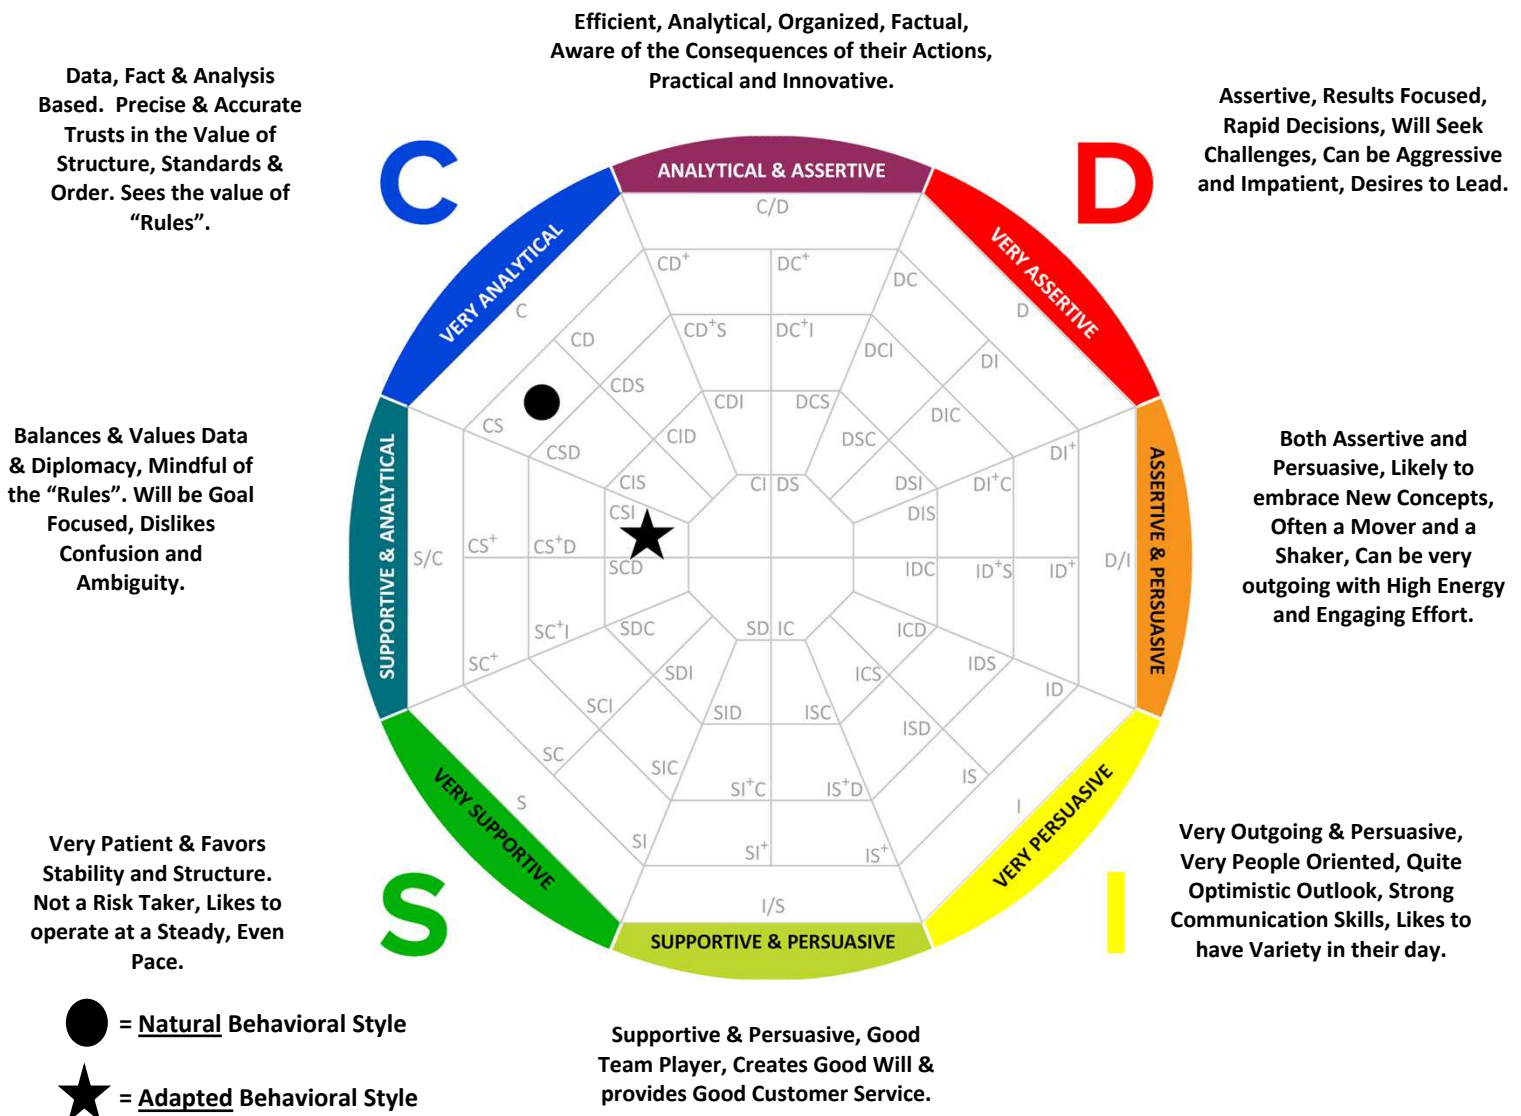 Efficient, Analytical, Organized, Factual,
Aware of the Consequences of their Actions,
Practical and Innovative.
Data, Fact & Analysis
Based.  Precise & Accurate
Trusts in the Value of
Structure, Standards &
Order. Sees the value of
“Rules”.
Assertive, Results Focused,
Rapid Decisions, Will Seek
Challenges, Can be Aggressive
and Impatient, Desires to Lead.
C
D
ANALYTICAL & ASSERTIVE
VERY ANALYTICAL
VERY ASSERTIVE
C/D
CD⁺
DC⁺
DC
C
D
CD
CD⁺S
DC⁺I
DCI
DI
CDS
CDI
DCS
DIC
CS
CID
DSC
DI⁺
CSD
CIS
CI
DS
DSI
DI⁺C
CSI
DIS
Balances & Values Data
& Diplomacy, Mindful of
the “Rules”. Will be Goal
Focused, Dislikes
Confusion and
Ambiguity.
SUPPORTIVE & ANALYTICAL
S/C
CS⁺
CS⁺D
SCD
IDC
ID⁺S
ID⁺
D/I
ASSERTIVE & PERSUASIVE
Both Assertive and
Persuasive, Likely to
embrace New Concepts,
Often a Mover and a
Shaker, Can be very
outgoing with High Energy
and Engaging Effort.
SC⁺I
SDC
SD
IC
ICD
SC⁺
SDI
ICS
IDS
ID
SCI
SID
ISC
ISD
SC
SIC
SI⁺C
IS⁺D
IS
S
I
SI
SI⁺
IS⁺
I/S
VERY SUPPORTIVE
VERY PERSUASIVE
SUPPORTIVE & PERSUASIVE
S
I
Very Patient & Favors
Stability and Structure.
Not a Risk Taker, Likes to
operate at a Steady, Even
Pace.
Very Outgoing & Persuasive,
Very People Oriented, Quite
Optimistic Outlook, Strong
Communication Skills, Likes to
have Variety in their day.
= Natural Behavioral Style
= Adapted Behavioral Style
Supportive & Persuasive, Good
Team Player, Creates Good Will &
provides Good Customer Service.